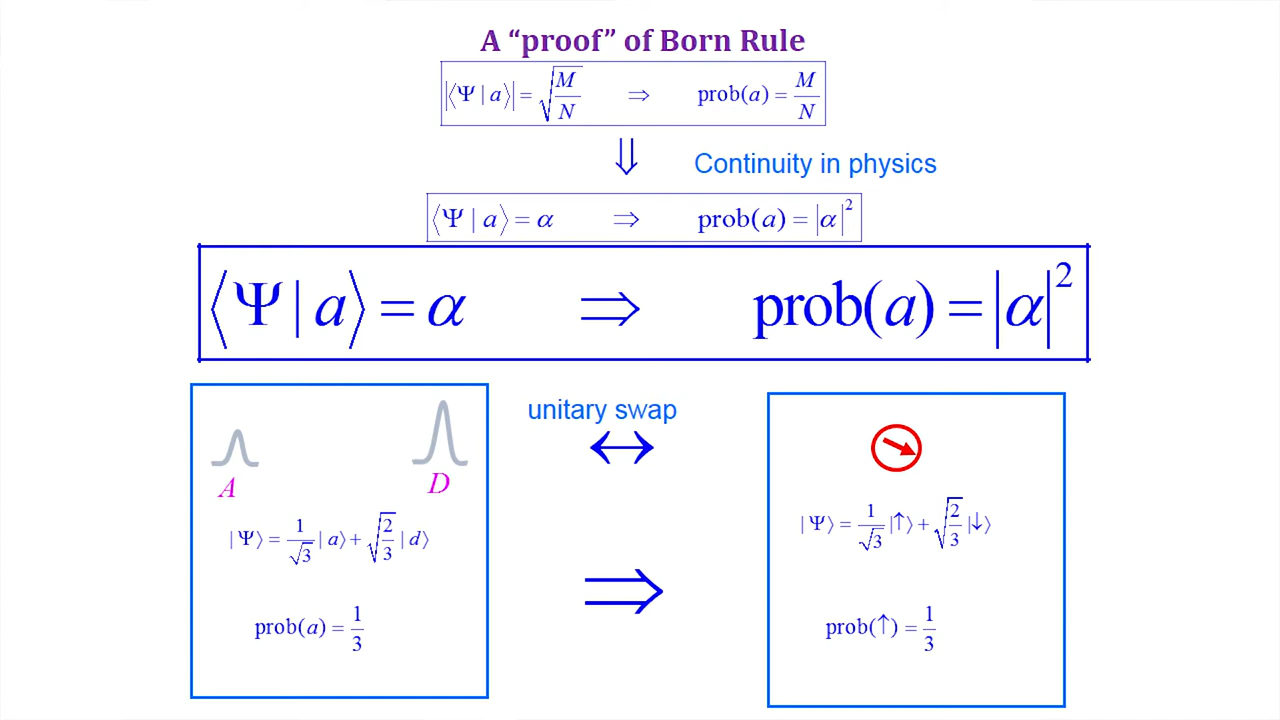 A “proof” of Born Rule
|⟨Ψ | a⟩| = √(M/N) ⇒ prob(a) = M/N
⇓ Continuity in physics
⟨Ψ | a⟩ = α ⇒ prob(a) = |α|²
⟨Ψ | a⟩ = α ⇒ prob(a) = |α|²
unitary swap
↔
A D
| Ψ⟩ = 1/√3 | a⟩ + √(2/3) | d⟩
| Ψ⟩ = 1/√3 |↑⟩ + √(2/3) |↓⟩
⇒
prob(a) = 1/3
prob(↑) = 1/3